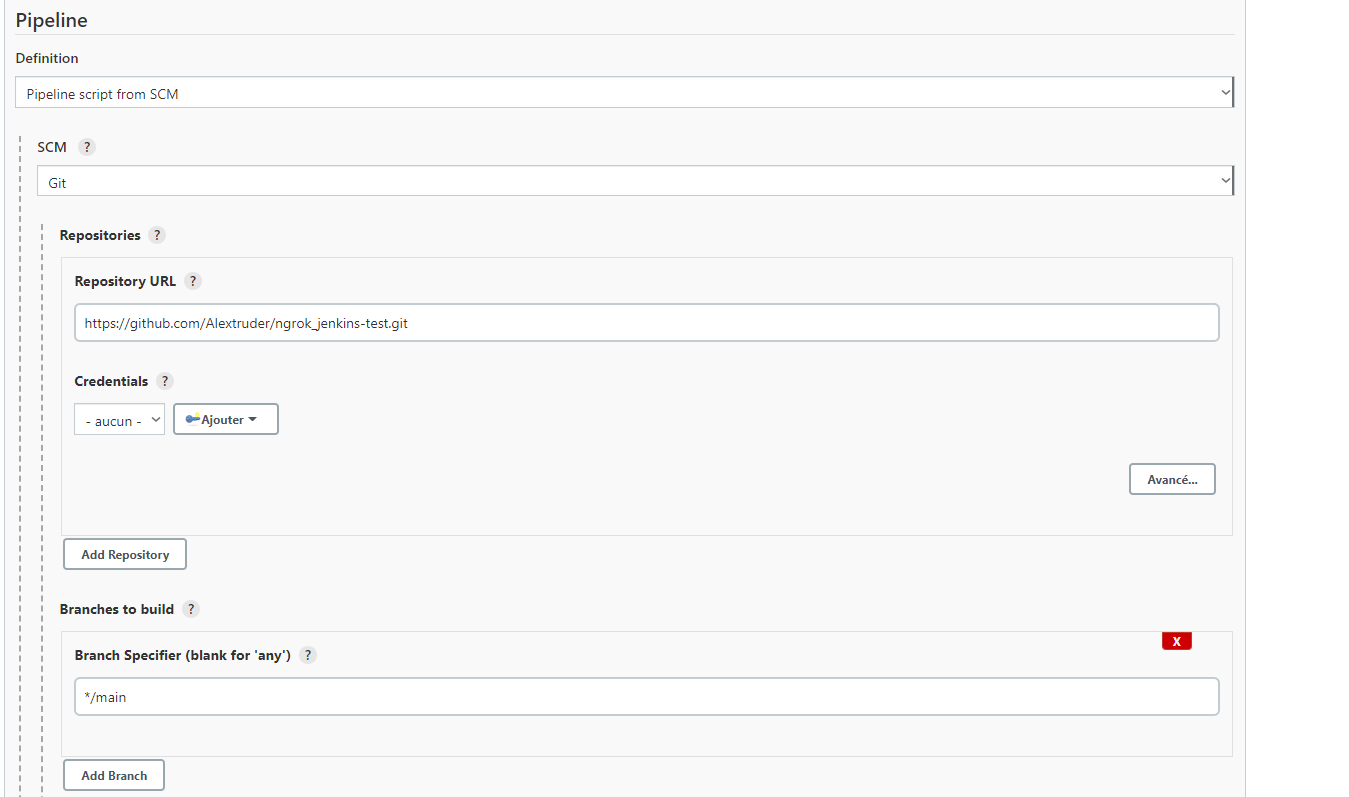 Pipeline
Definition
Pipeline script from SCM
SCM ?
Git
Repositories ?
Repository URL ?
https://github.com/Alextruder/ngrok_jenkins-test.git
Credentials ?
- aucun - Ajouter
Avancé...
Add Repository
Branches to build ?
X
Branch Specifier (blank for 'any') ?
*/main
Add Branch